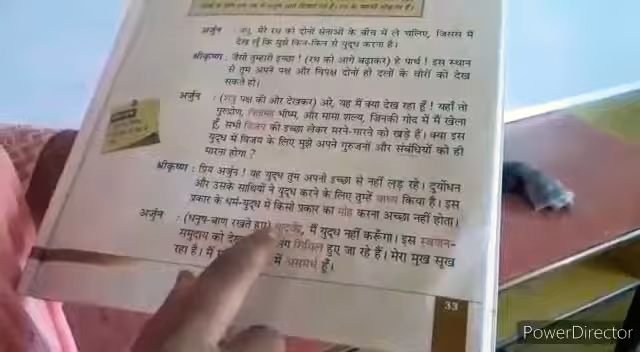 अर्जुन : प्रभु, मेरे रथ को दोनों सेनाओं के बीच में ले चलिए, जिससे मैं
देख लूँ कि मुझे किन-किन से युद्ध करना है।
श्रीकृष्ण : जैसी तुम्हारी इच्छा ! (रथ को आगे बढ़ाकर) हे पार्थ ! इस स्थान
से तुम अपने पक्ष और विपक्ष दोनों ही दलों के वीरों को देख
सकते हो।
अर्जुन : (शत्रु पक्ष की ओर देखकर) अरे, यह मैं क्या देख रहा हूँ ! यहाँ तो
गुरुद्रोण, पितामह भीष्म, और मामा शल्य, जिनकी गोद में मैं खेला
हूँ, सभी विजय की इच्छा लेकर मरने-मारने को खड़े हैं। क्या इस
युद्ध में विजय के लिए मुझे अपने गुरुजनों और संबंधियों को ही
मारना होगा ?
श्रीकृष्ण : प्रिय अर्जुन ! यह युद्ध तुम अपनी इच्छा से नहीं लड़ रहे। दुर्योधन
और उसके साथियों ने युद्ध करने के लिए तुम्हें बाध्य किया है। इस
प्रकार के धर्म-युद्ध में किसी प्रकार का मोह करना अच्छा नहीं होता।
अर्जुन : (धनुष-बाण रखते हुए) मैं युद्ध नहीं करूँगा। इस स्वजन-
समुदाय को शिथिल हुए जा रहे हैं। मेरा मुख सूख
रहा है। मैं में असमर्थ हूँ।
33
PowerDirector